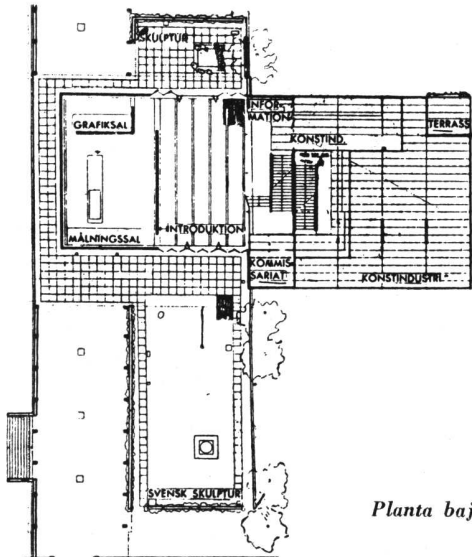 SKULPTUR
INFOR-
MATION
GRAFIKSAL
KONSTIND.
TERRASS
MÅLNINGSSAL
INTRODUKTION
KOMMIS-
SARIAT
KONSTINDUSTRI
SVENSK SKULPTUR
Planta baj